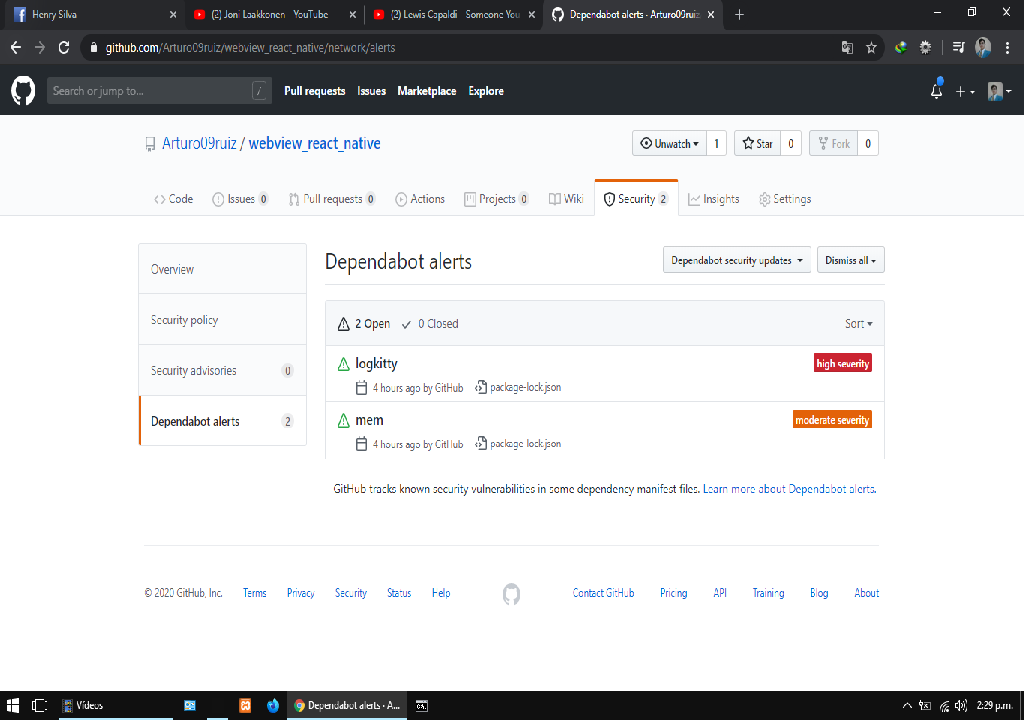 Henry Silva
(2) Joni Laakkonen - YouTube
(2) Lewis Capaldi - Someone You
Dependabot alerts · Arturo09ruiz
github.com/Arturo09ruiz/webview_react_native/network/alerts
Search or jump to...
/
Pull requests Issues Marketplace Explore
Arturo09ruiz / webview_react_native
Unwatch 1 Star 0 Fork 0
Code Issues 0 Pull requests 0 Actions Projects 0 Wiki Security 2 Insights Settings
Overview
Security policy
Security advisories 0
Dependabot alerts 2
Dependabot alerts
Dependabot security updates
Dismiss all
2 Open 0 Closed
Sort
logkitty
high severity
4 hours ago by GitHub package-lock.json
mem
moderate severity
4 hours ago by GitHub package-lock.json
GitHub tracks known security vulnerabilities in some dependency manifest files. Learn more about Dependabot alerts.
© 2020 GitHub, Inc. Terms Privacy Security Status Help Contact GitHub Pricing API Training Blog About
Vídeos
Dependabot alerts · A...
2:29 p.m.